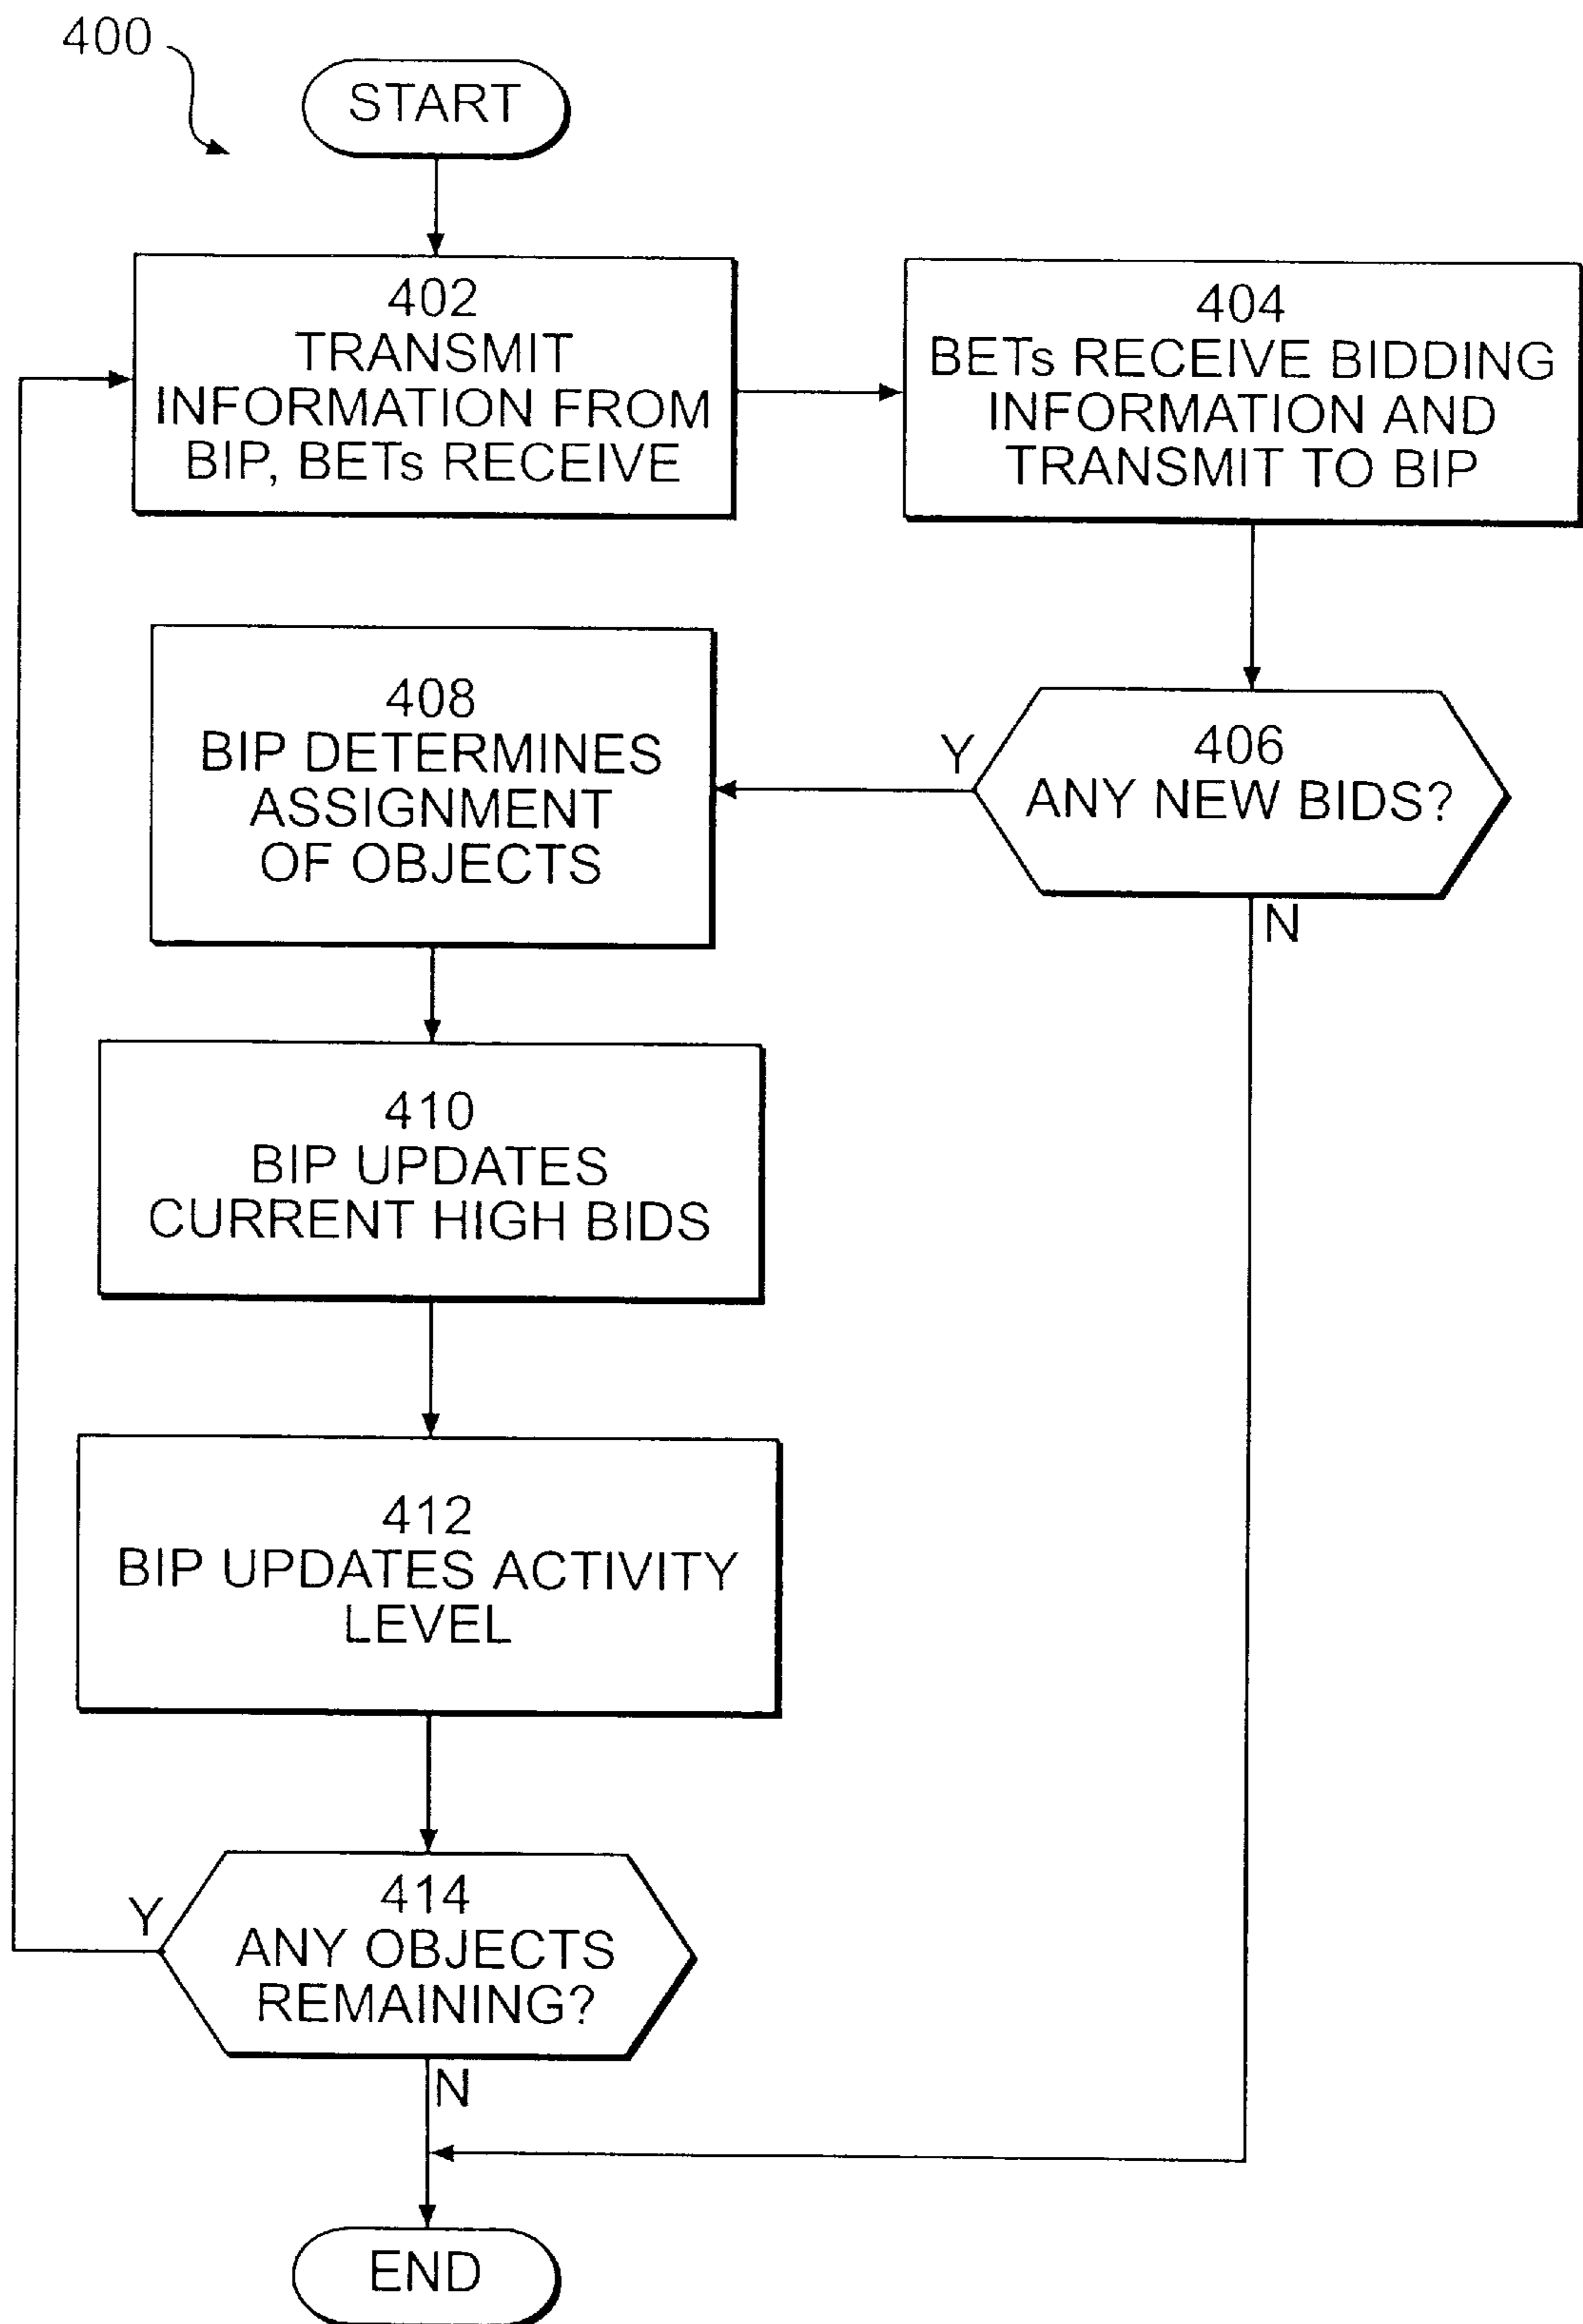 400
START
402
TRANSMIT
INFORMATION FROM
BIP, BETs RECEIVE
404
BETs RECEIVE BIDDING
INFORMATION AND
TRANSMIT TO BIP
406
ANY NEW BIDS?
Y
N
408
BIP DETERMINES
ASSIGNMENT
OF OBJECTS
410
BIP UPDATES
CURRENT HIGH BIDS
412
BIP UPDATES ACTIVITY
LEVEL
414
ANY OBJECTS
REMAINING?
Y
N
END